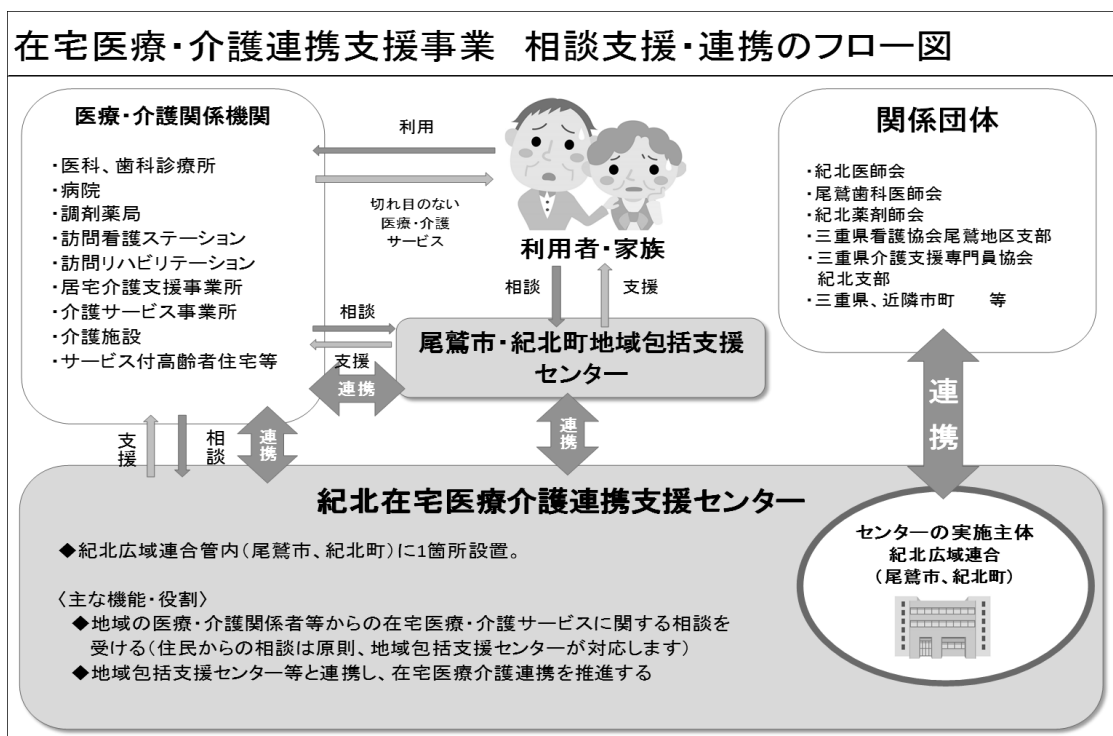 在宅医療・介護連携支援事業　相談支援・連携のフロー図
医療・介護関係機関
・医科、歯科診療所
・病院
・調剤薬局
・訪問看護ステーション
・訪問リハビリテーション
・居宅介護支援事業所
・介護サービス事業所
・介護施設
・サービス付高齢者住宅等
利用
切れ目のない
医療・介護
サービス
利用者・家族
相談
支援
関係団体
・紀北医師会
・尾鷲歯科医師会
・紀北薬剤師会
・三重県看護協会尾鷲地区支部
・三重県介護支援専門員協会
紀北支部
・三重県、近隣市町　　等
相談
支援
連携
尾鷲市・紀北町地域包括支援
センター
支援
相談
連携
連携
連携
紀北在宅医療介護連携支援センター
◆紀北広域連合管内（尾鷲市、紀北町）に1箇所設置。
〈主な機能・役割〉
◆地域の医療・介護関係者等からの在宅医療・介護サービスに関する相談を
受ける（住民からの相談は原則、地域包括支援センターが対応します）
◆地域包括支援センター等と連携し、在宅医療介護連携を推進する
センターの実施主体
紀北広域連合
（尾鷲市、紀北町）